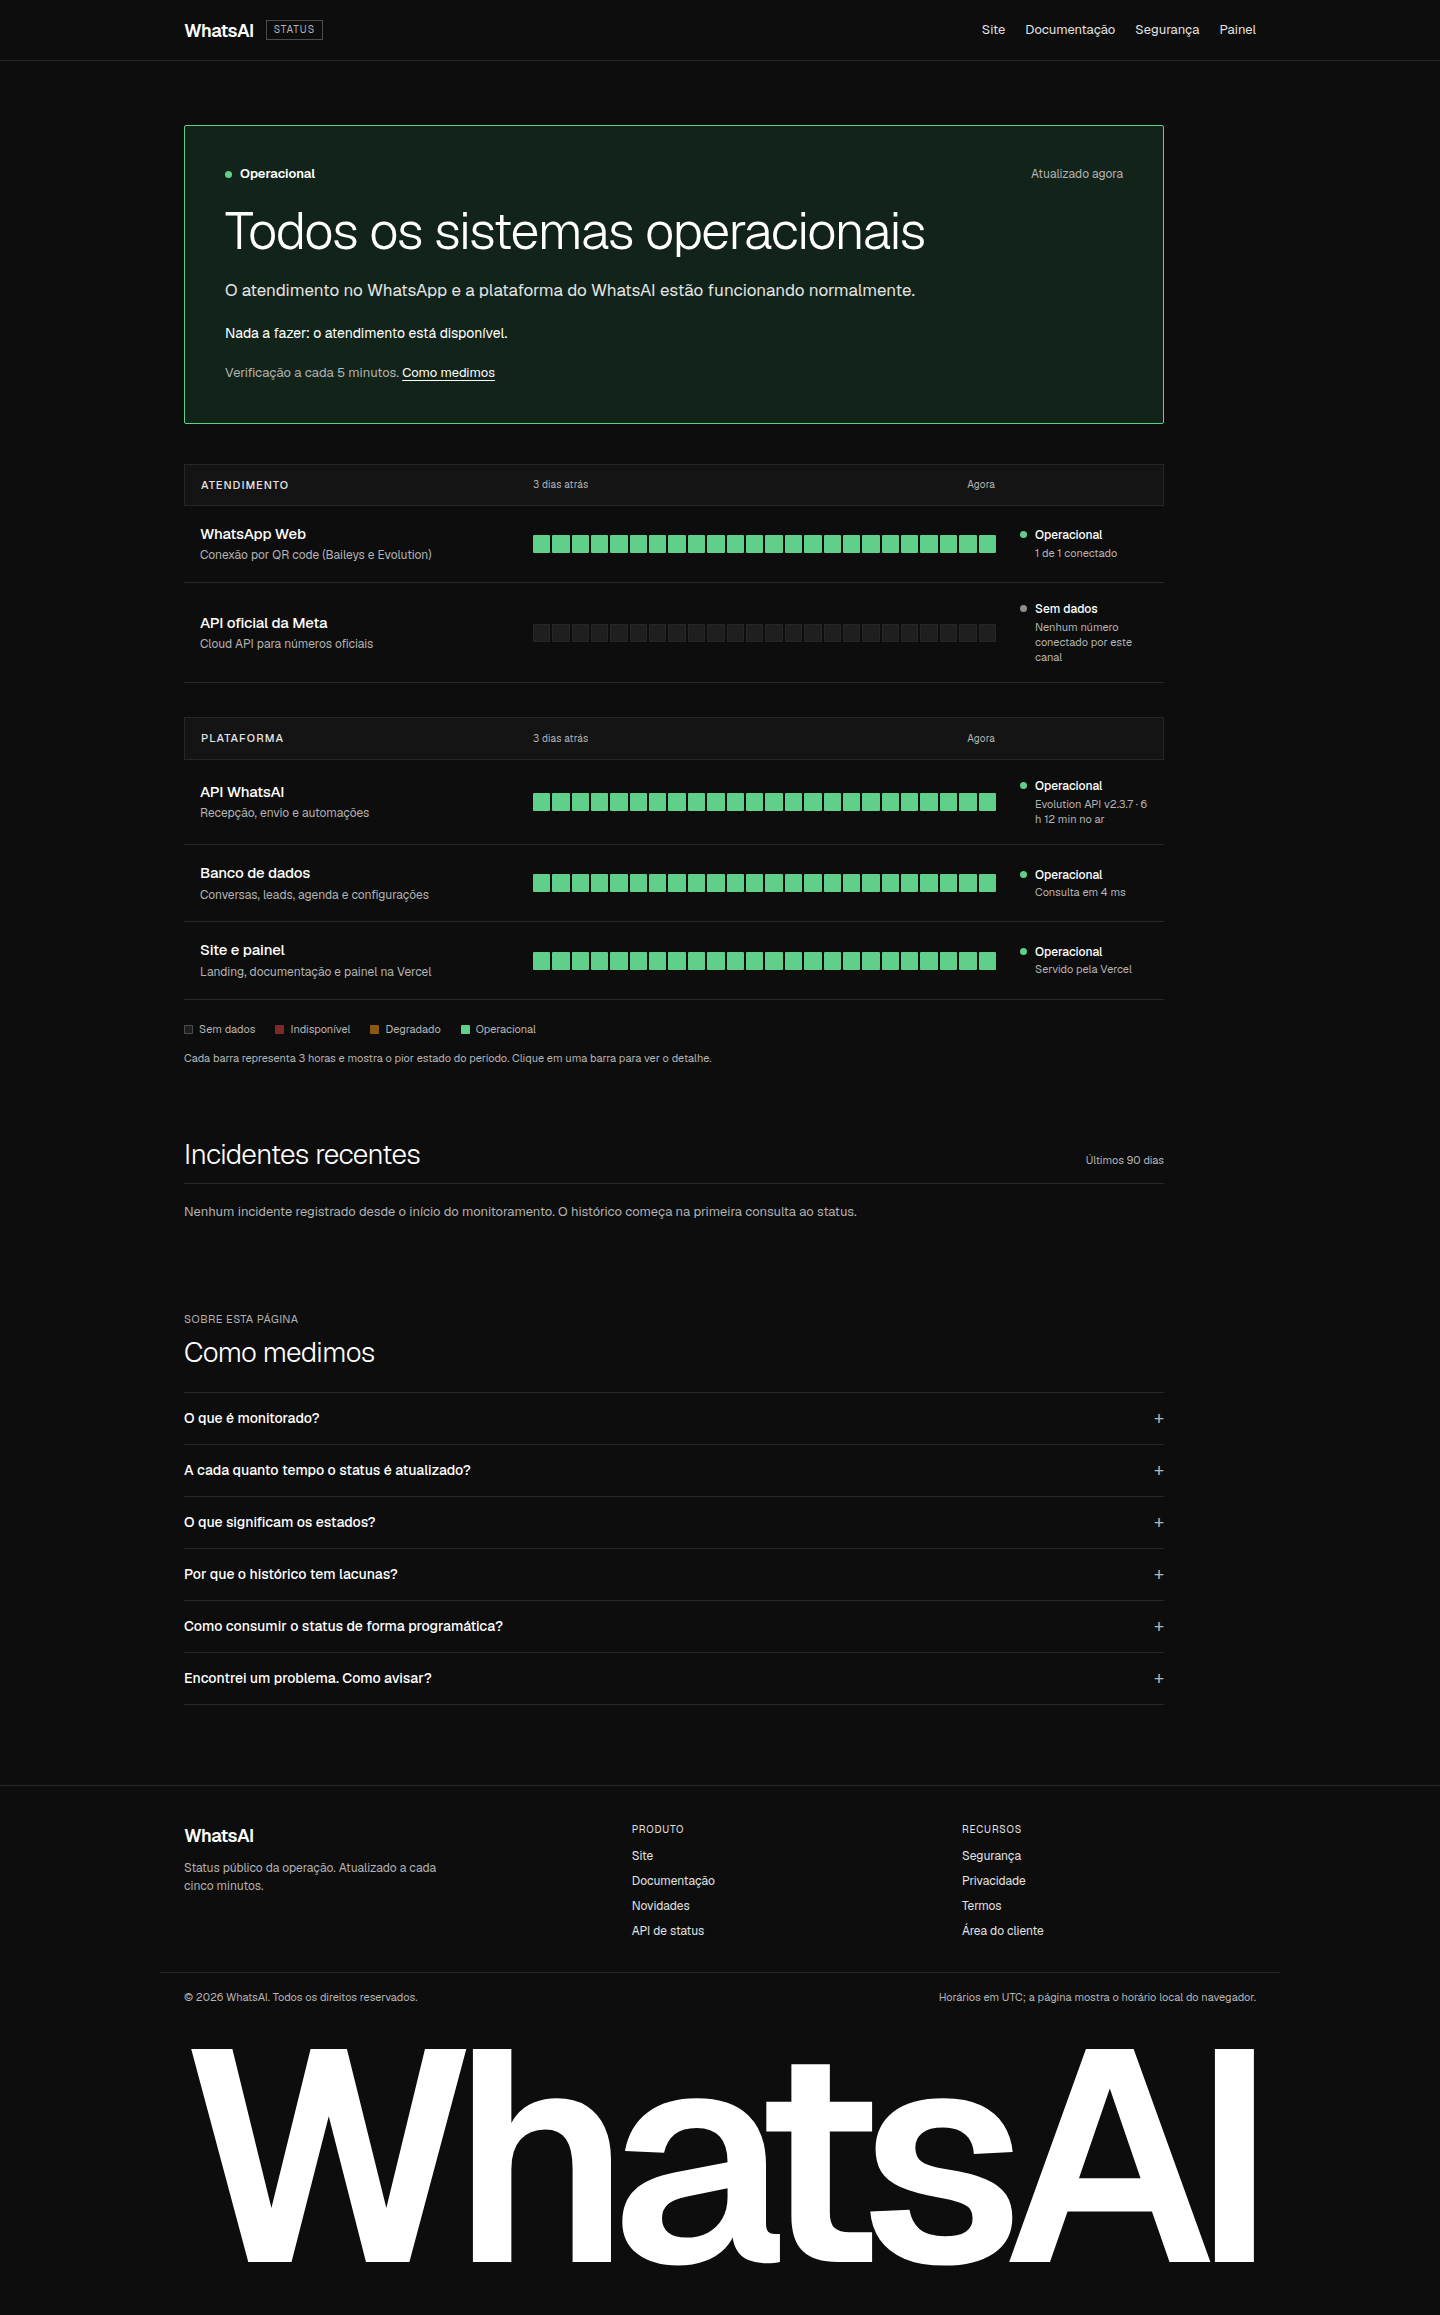 WhatsAI
STATUS
Site
Documentação
Segurança
Painel
Operacional
Atualizado agora
Todos os sistemas operacionais
O atendimento no WhatsApp e a plataforma do WhatsAI estão funcionando normalmente.
Nada a fazer: o atendimento está disponível.
Verificação a cada 5 minutos. Como medimos
ATENDIMENTO
3 dias atrás
Agora
WhatsApp Web
Conexão por QR code (Baileys e Evolution)
Operacional
1 de 1 conectado
API oficial da Meta
Cloud API para números oficiais
Sem dados
Nenhum número
conectado por este
canal
PLATAFORMA
3 dias atrás
Agora
API WhatsAI
Recepção, envio e automações
Operacional
Evolution API v2.3.7 · 6
h 12 min no ar
Banco de dados
Conversas, leads, agenda e configurações
Operacional
Consulta em 4 ms
Site e painel
Landing, documentação e painel na Vercel
Operacional
Servido pela Vercel
Sem dados
Indisponível
Degradado
Operacional
Cada barra representa 3 horas e mostra o pior estado do período. Clique em uma barra para ver o detalhe.
Incidentes recentes
Últimos 90 dias
Nenhum incidente registrado desde o início do monitoramento. O histórico começa na primeira consulta ao status.
SOBRE ESTA PÁGINA
Como medimos
O que é monitorado?
+
A cada quanto tempo o status é atualizado?
+
O que significam os estados?
+
Por que o histórico tem lacunas?
+
Como consumir o status de forma programática?
+
Encontrei um problema. Como avisar?
+
WhatsAI
Status público da operação. Atualizado a cada
cinco minutos.
PRODUTO
Site
Documentação
Novidades
API de status
RECURSOS
Segurança
Privacidade
Termos
Área do cliente
© 2026 WhatsAI. Todos os direitos reservados.
Horários em UTC; a página mostra o horário local do navegador.
WhatsAI